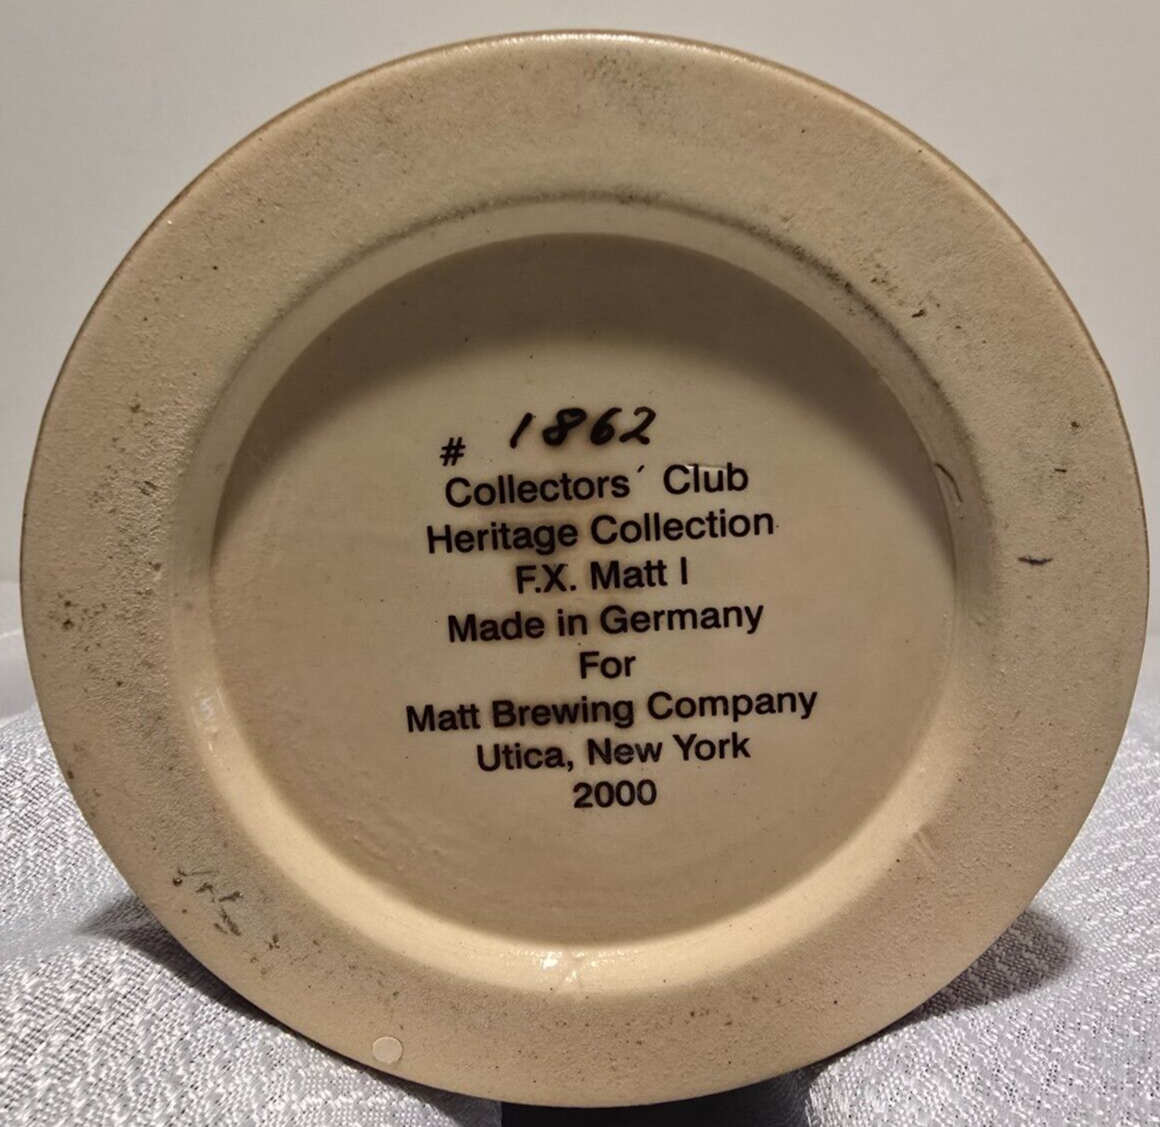 # 1862
Collectors´ Club
Heritage Collection
F.X. Matt I
Made in Germany
For
Matt Brewing Company
Utica, New York
2000